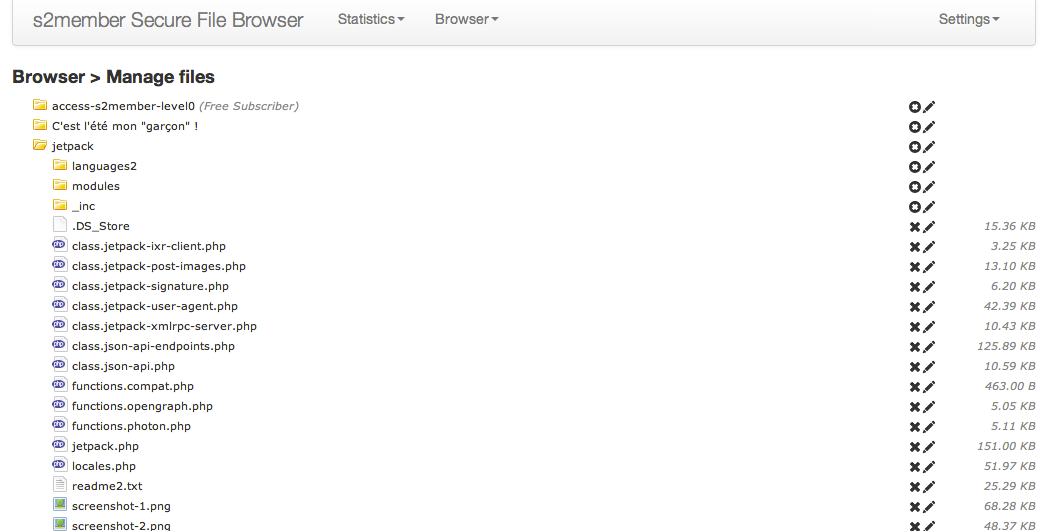 s2member Secure File Browser Statistics Browser Settings
Browser > Manage files
access-s2member-level0 (Free Subscriber)
C'est l'été mon "garçon" !
jetpack
languages2
modules
_inc
.DS_Store 15.36 KB
class.jetpack-ixr-client.php 3.25 KB
class.jetpack-post-images.php 13.10 KB
class.jetpack-signature.php 6.20 KB
class.jetpack-user-agent.php 42.39 KB
class.jetpack-xmlrpc-server.php 10.43 KB
class.json-api-endpoints.php 125.89 KB
class.json-api.php 10.59 KB
functions.compat.php 463.00 B
functions.opengraph.php 5.05 KB
functions.photon.php 5.11 KB
jetpack.php 151.00 KB
locales.php 51.97 KB
readme2.txt 25.29 KB
screenshot-1.png 68.28 KB
screenshot-2.png 48.37 KB